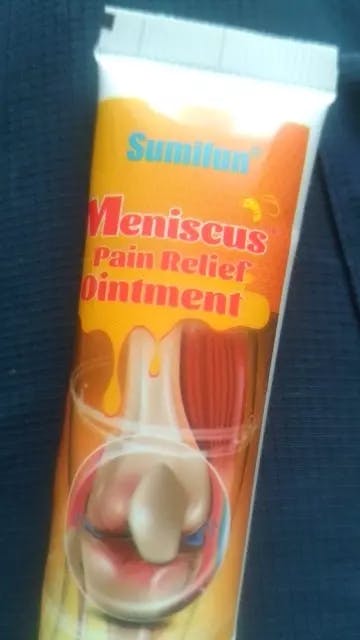 Sumifun®
Meniscus
Pain Relief
Ointment